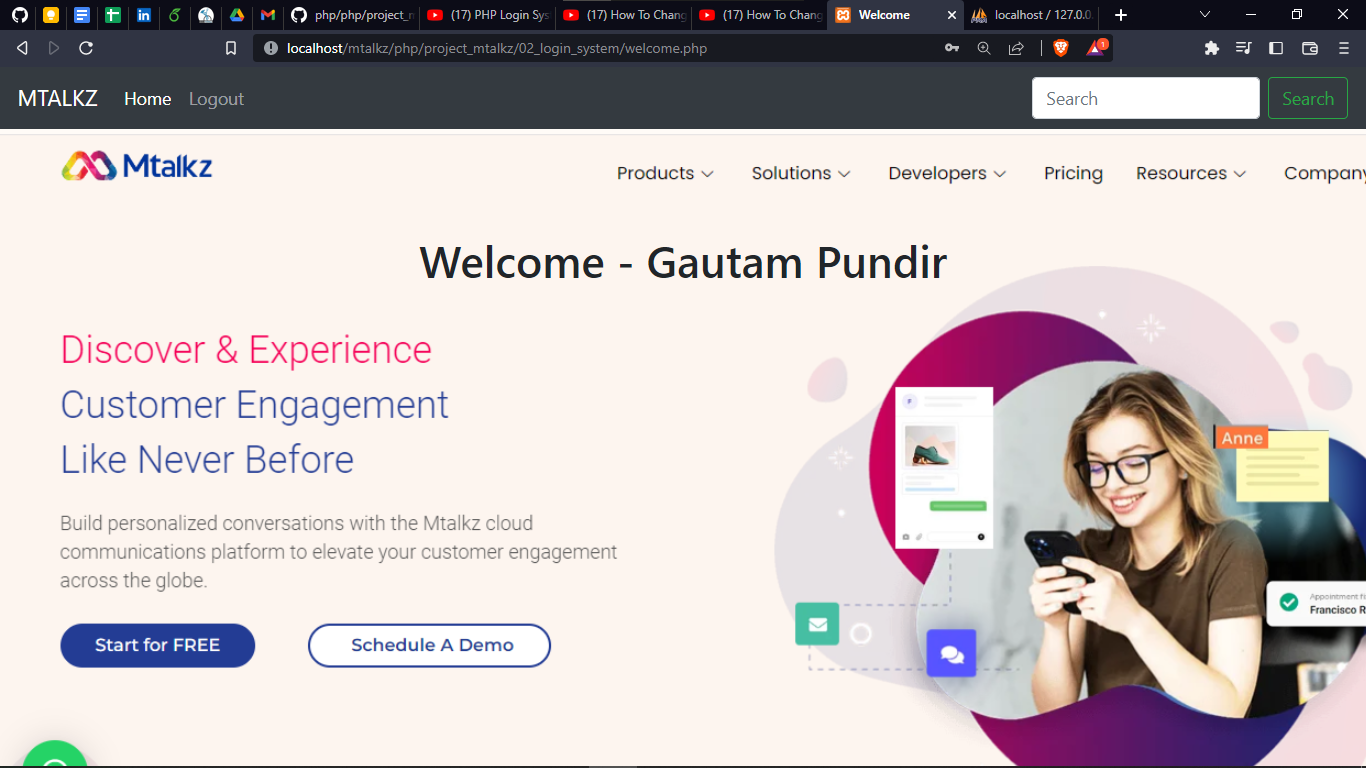 php/php/project_m
(17) PHP Login Sys
(17) How To Chang
(17) How To Chang
Welcome
localhost / 127.0.0.
localhost/mtalkz/php/project_mtalkz/02_login_system/welcome.php
1
MTALKZ Home Logout Search Search
Mtalkz Products Solutions Developers Pricing Resources Company
Welcome - Gautam Pundir
Discover & Experience
Customer Engagement
Like Never Before
Build personalized conversations with the Mtalkz cloud
communications platform to elevate your customer engagement
across the globe.
Start for FREE Schedule A Demo
F
Anne
Appointment fi
Francisco R